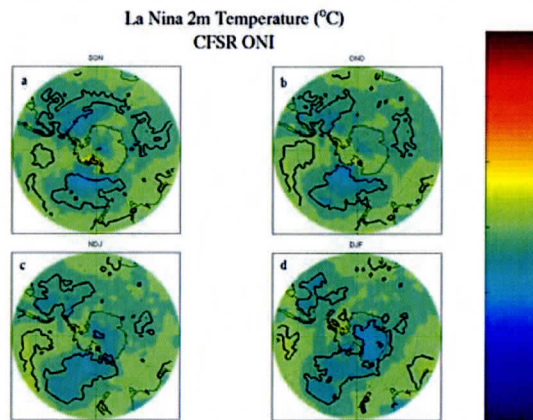 La Nina 2m Temperature (°C)
CFSR ONI
SON
OND
a
b
NDJ
DJF
c
d